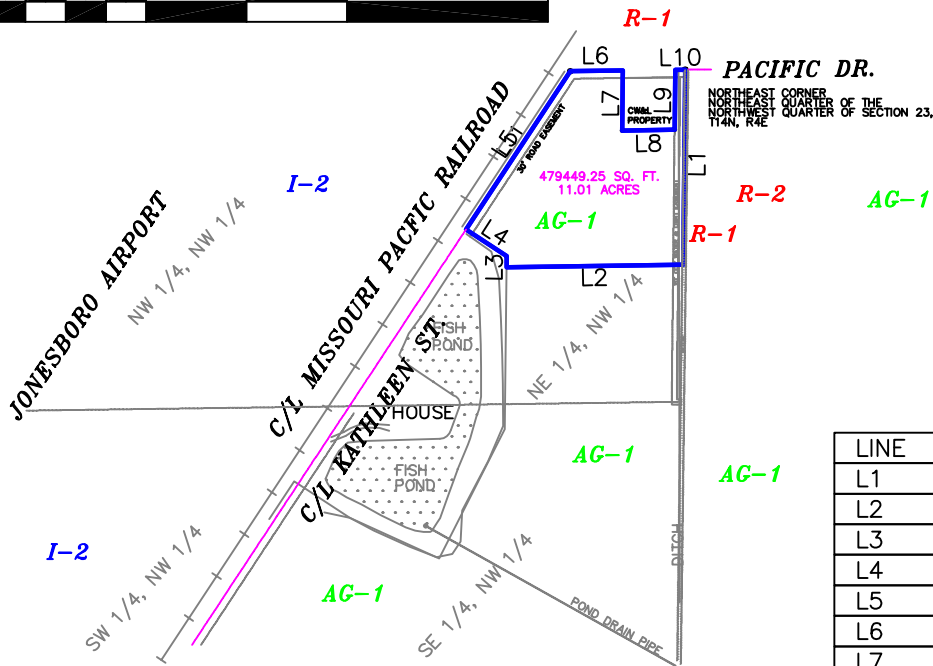 R-1
L6
L10
PACIFIC DR.
NORTHEAST CORNER
NORTHEAST QUARTER OF THE
NORTHWEST QUARTER OF SECTION 23,
T14N, R4E
L7
L9
CW&L
PROPERTY
L8
L5
30' ROAD EASEMENT
L1
479449.25 SQ. FT.
11.01 ACRES
I-2
AG-1
R-2
AG-1
R-1
JONESBORO AIRPORT
NW 1/4, NW 1/4
C/L MISSOURI PACFIC RAILROAD
L4
L3
L2
FISH
POND
NE 1/4, NW 1/4
C/L KATHLEEN ST.
HOUSE
FISH
POND
AG-1
AG-1
LINE
L1
L2
L3
L4
L5
L6
L7
I-2
SW 1/4, NW 1/4
AG-1
SE 1/4, NW 1/4
DITCH
POND DRAIN PIPE